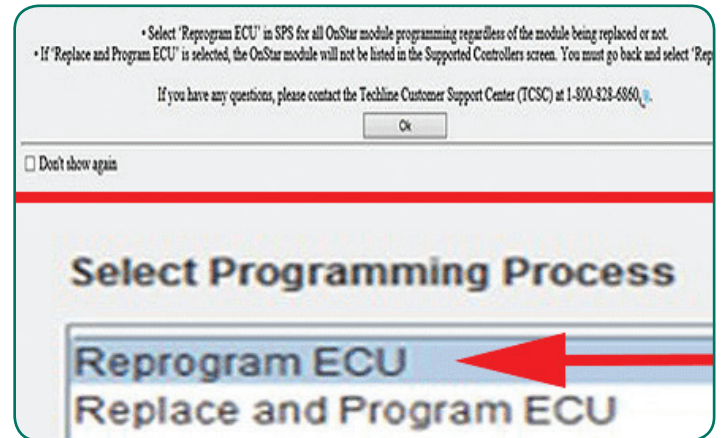 • Select 'Reprogram ECU' in SPS for all OnStar module programming regardless of the module being replaced or not.
• If "Replace and Program ECU' is selected, the OnStar module will not be listed in the Supported Controllers screen. You must go back and select 'Rep
If you have any questions, please contact the Techline Customer Support Center (TCSC) at 1-800-828-6860.
Ok
Don't show again
Select Programming Process
Reprogram ECU
Replace and Program ECU